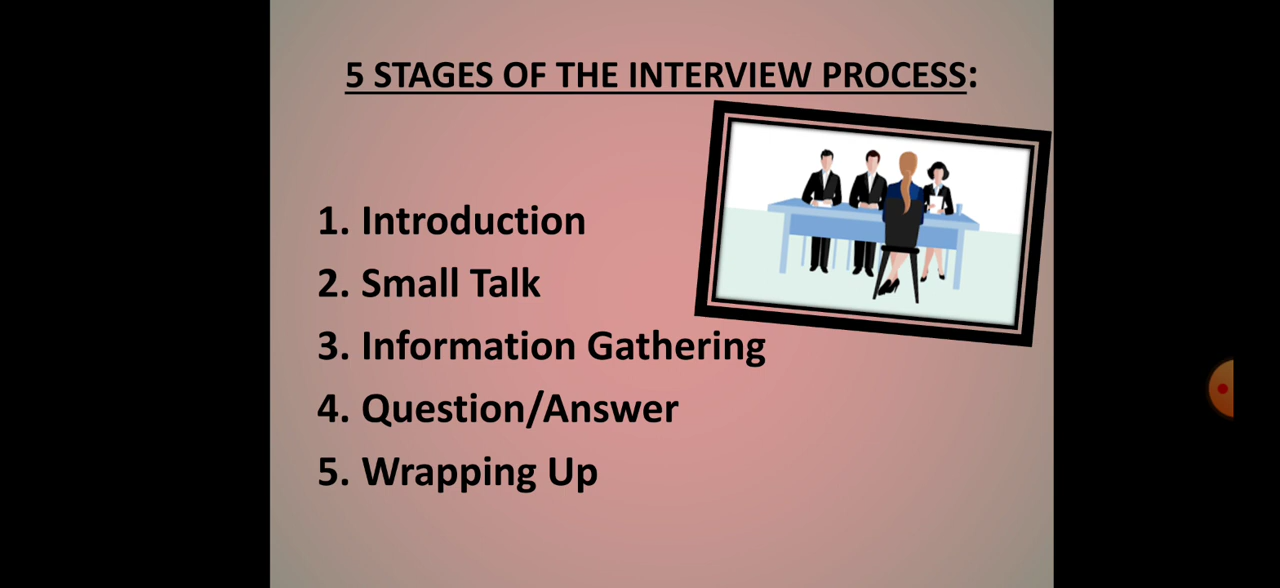 5 STAGES OF THE INTERVIEW PROCESS:
1. Introduction
2. Small Talk
3. Information Gathering
4. Question/Answer
5. Wrapping Up